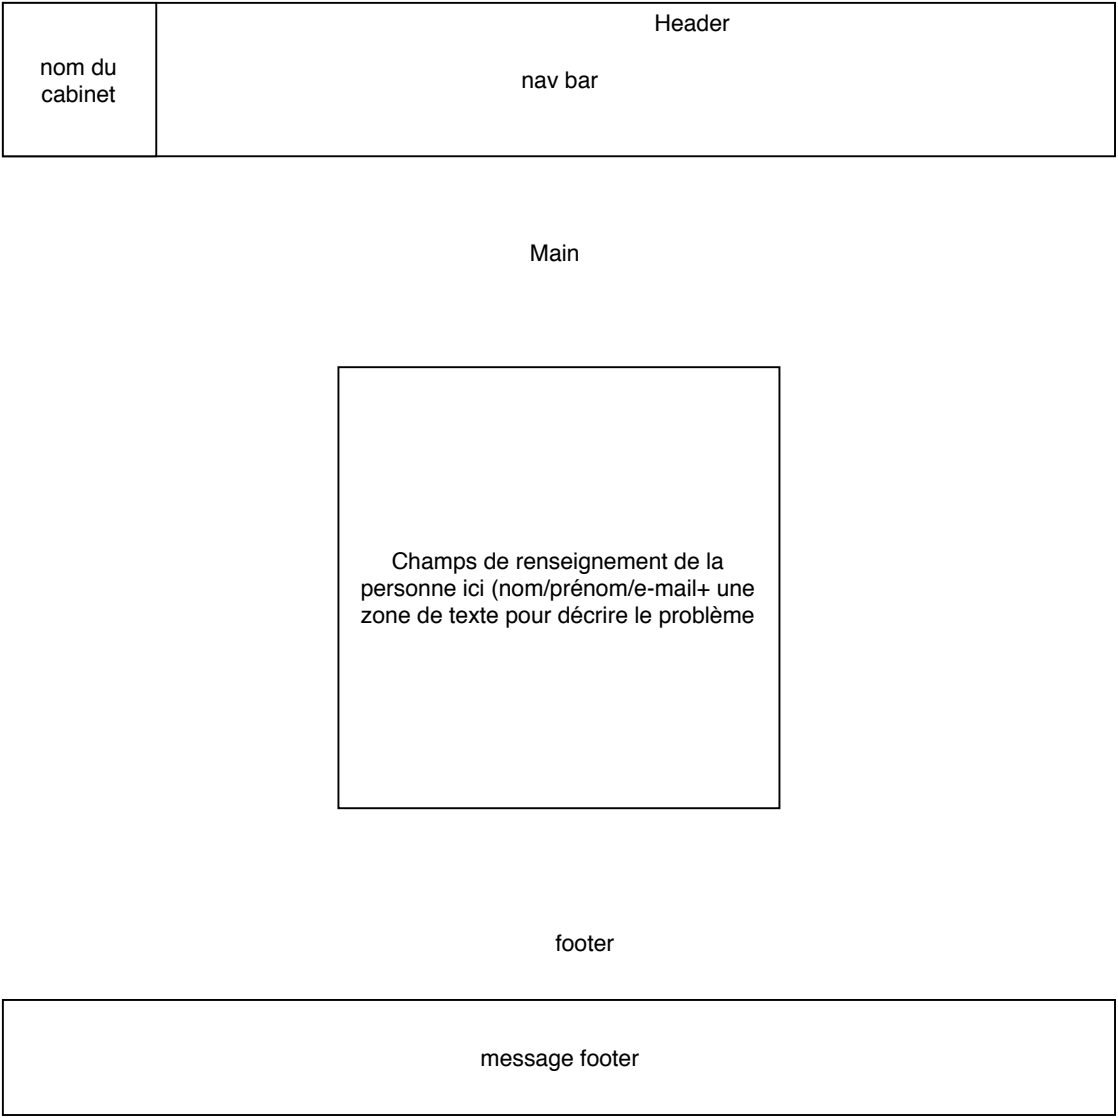 Header
nom du
cabinet
nav bar
Main
Champs de renseignement de la
personne ici (nom/prénom/e-mail+ une
zone de texte pour décrire le problème
footer
message footer